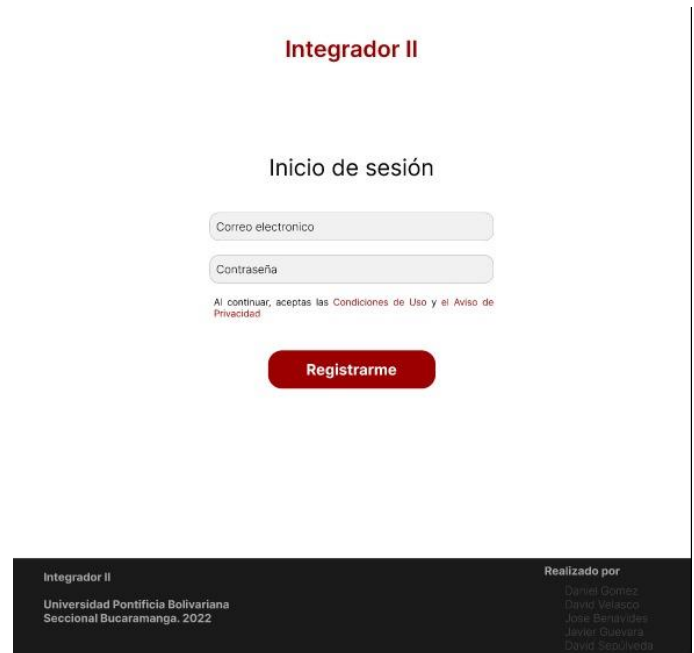 Integrador II
Inicio de sesión
Correo electronico
Contraseña
Al continuar, aceptas las Condiciones de Uso y el Aviso de
Privacidad
Registrarme
Integrador II
Universidad Pontificia Bolivariana
Seccional Bucaramanga. 2022
Realizado por
Daniel Gomez
David Velasco
Jose Benavides
Javier Guevara
David Sepúlveda